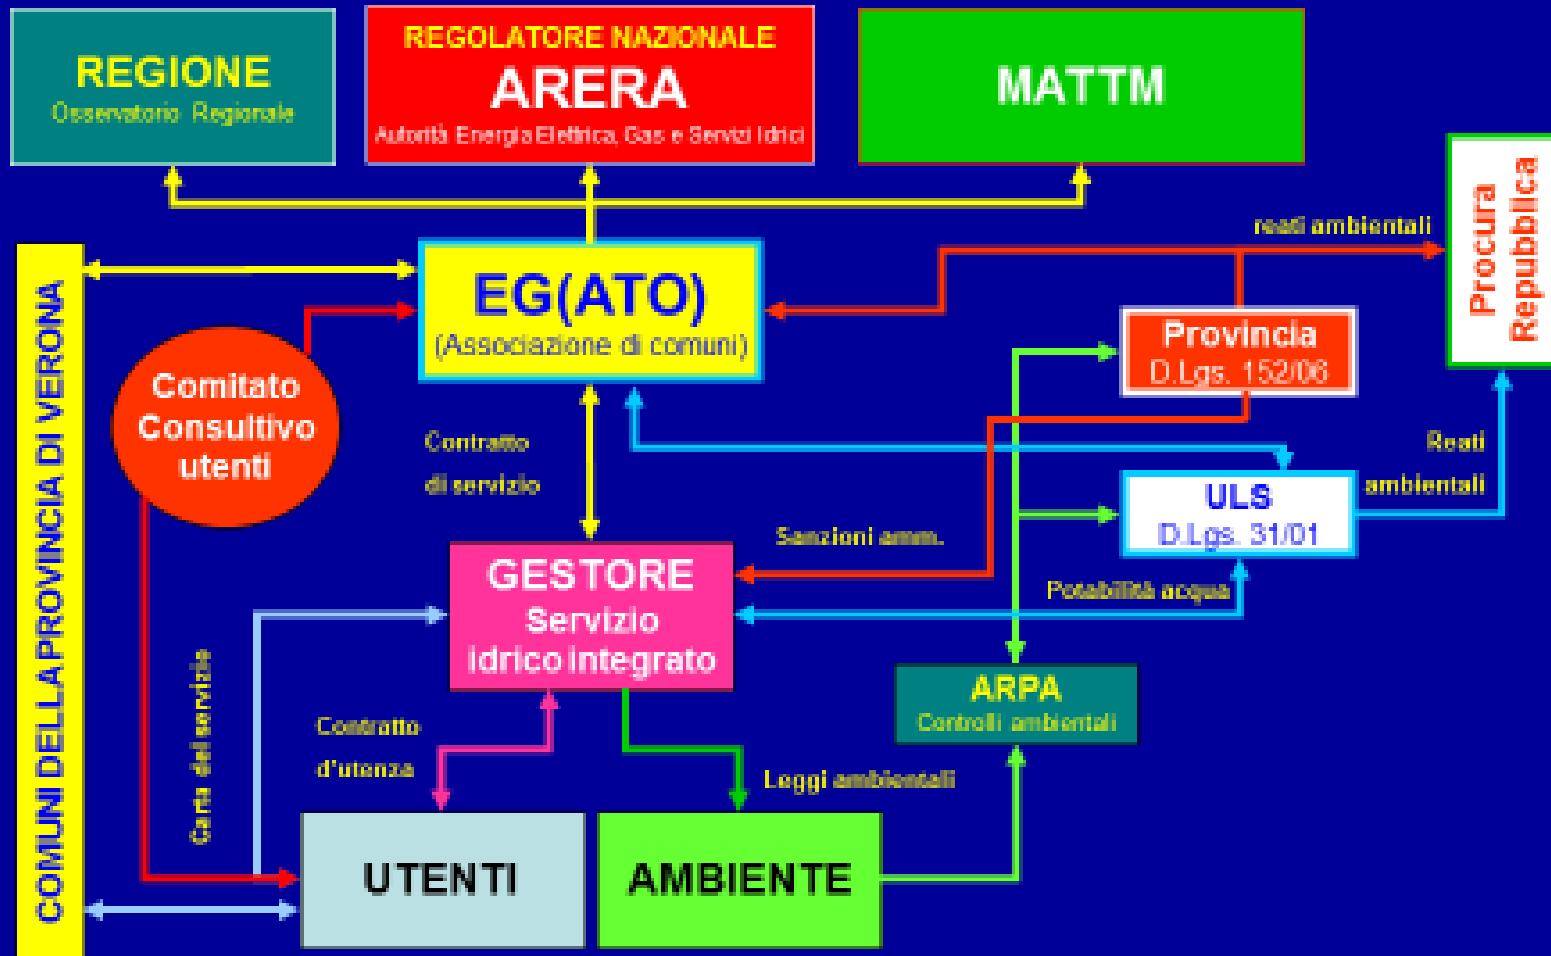 REGIONE
Osservatorio Regionale
REGOLATORE NAZIONALE
ARERA
Autorità Energia Elettrica, Gas e Servizi Idrici
MATTM
Procura
Repubblica
reati ambientali
COMUNI DELLA PROVINCIA DI VERONA
EG(ATO)
(Associazione di comuni)
Provincia
D.Lgs. 152/06
Comitato
Consultivo
utenti
Contratto
di servizio
Reati
ambientali
ULS
D.Lgs. 31/01
Sanzioni amm.
GESTORE
Servizio
idrico integrato
Potabilità acqua
ARPA
Controlli ambientali
Carta del servizio
Contratto
d'utenza
Leggi ambientali
UTENTI
AMBIENTE